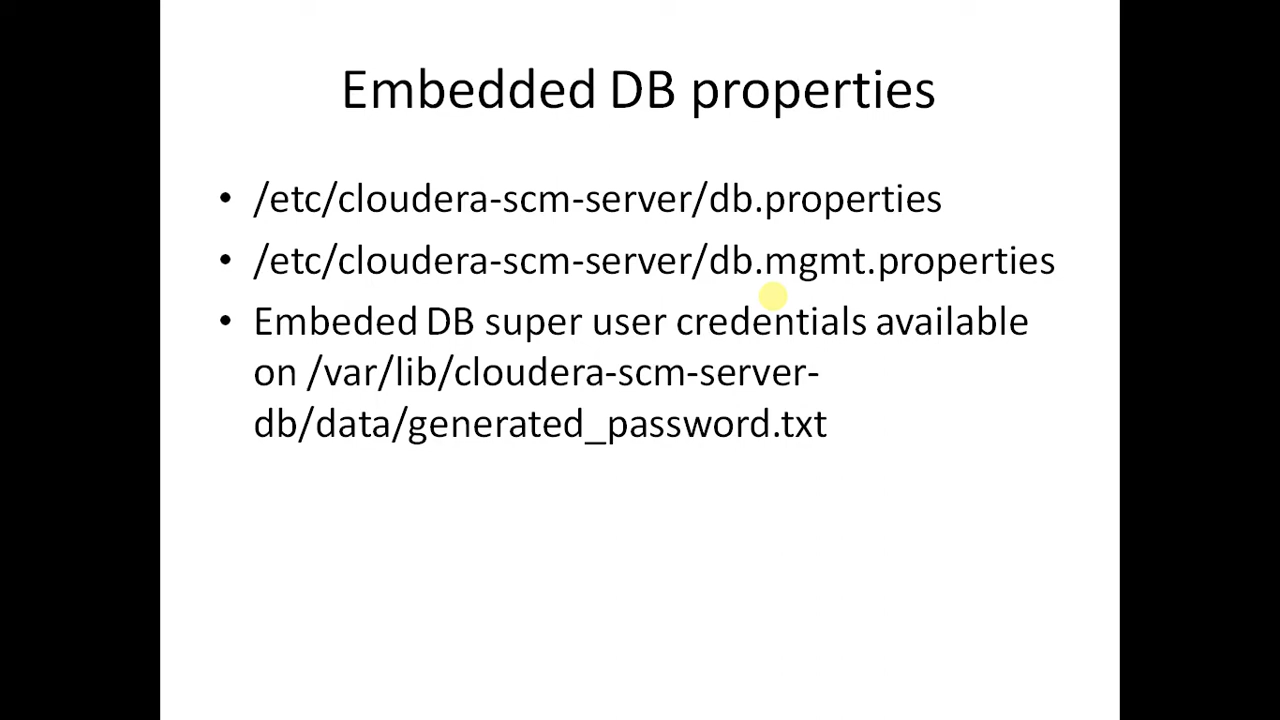 Embedded DB properties
• /etc/cloudera-scm-server/db.properties
• /etc/cloudera-scm-server/db.mgmt.properties
• Embeded DB super user credentials available
on /var/lib/cloudera-scm-server-
db/data/generated_password.txt